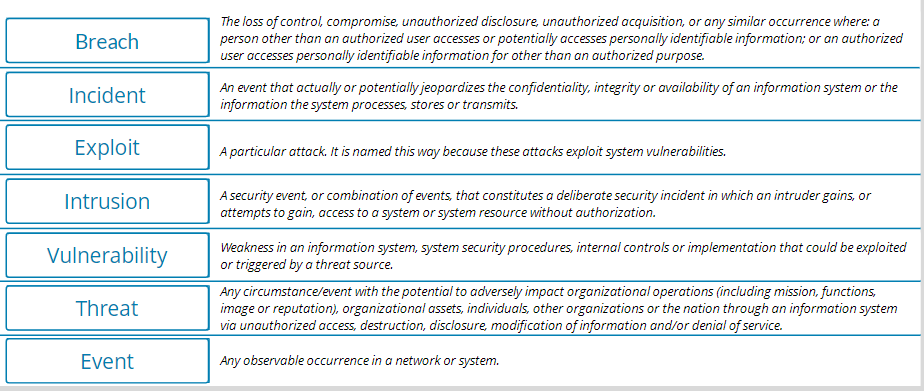 Breach
The loss of control, compromise, unauthorized disclosure, unauthorized acquisition, or any similar occurrence where: a
person other than an authorized user accesses or potentially accesses personally identifiable information; or an authorized
user accesses personally identifiable information for other than an authorized purpose.
Incident
An event that actually or potentially jeopardizes the confidentiality, integrity or availability of an information system or the
information the system processes, stores or transmits.
Exploit
A particular attack. It is named this way because these attacks exploit system vulnerabilities.
Intrusion
A security event, or combination of events, that constitutes a deliberate security incident in which an intruder gains, or
attempts to gain, access to a system or system resource without authorization.
Vulnerability
Weakness in an information system, system security procedures, internal controls or implementation that could be exploited
or triggered by a threat source.
Threat
Any circumstance/event with the potential to adversely impact organizational operations (including mission, functions,
image or reputation), organizational assets, individuals, other organizations or the nation through an information system
via unauthorized access, destruction, disclosure, modification of information and/or denial of service.
Event
Any observable occurrence in a network or system.